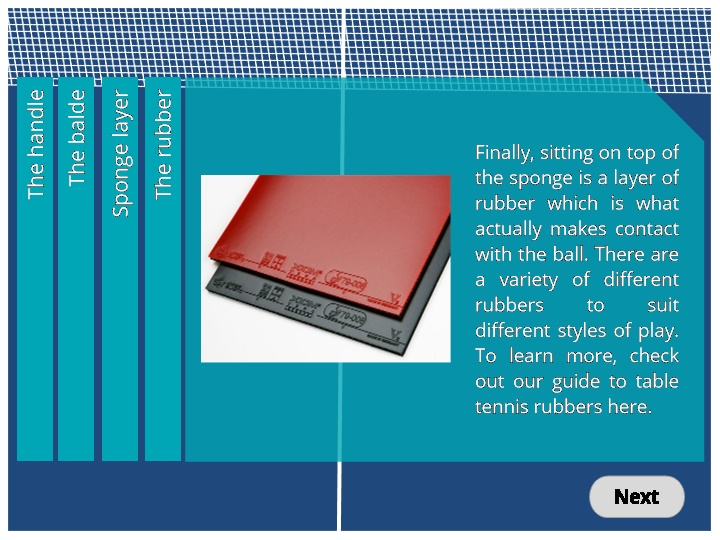 The handle
The balde
Sponge layer
The rubber
Finally, sitting on top of
the sponge is a layer of
rubber which is what
actually makes contact
with the ball. There are
a variety of different
rubbers to suit
different styles of play.
To learn more, check
out our guide to table
tennis rubbers here.
Next